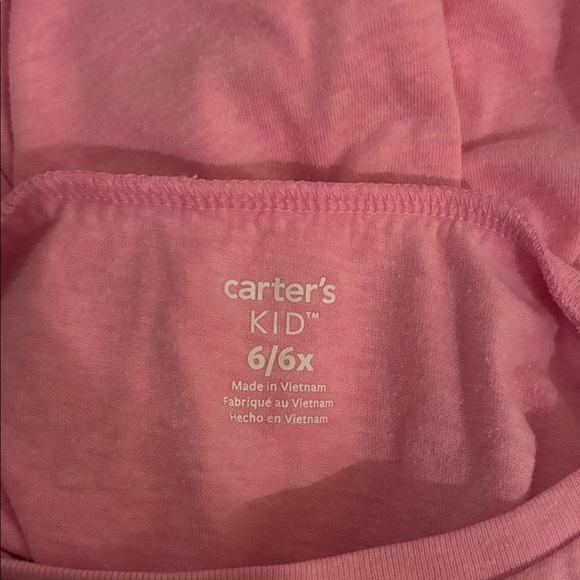 carter's
KID™
6/6x
Made in Vietnam
Fabriqué au Vietnam
Hecho en Vietnam